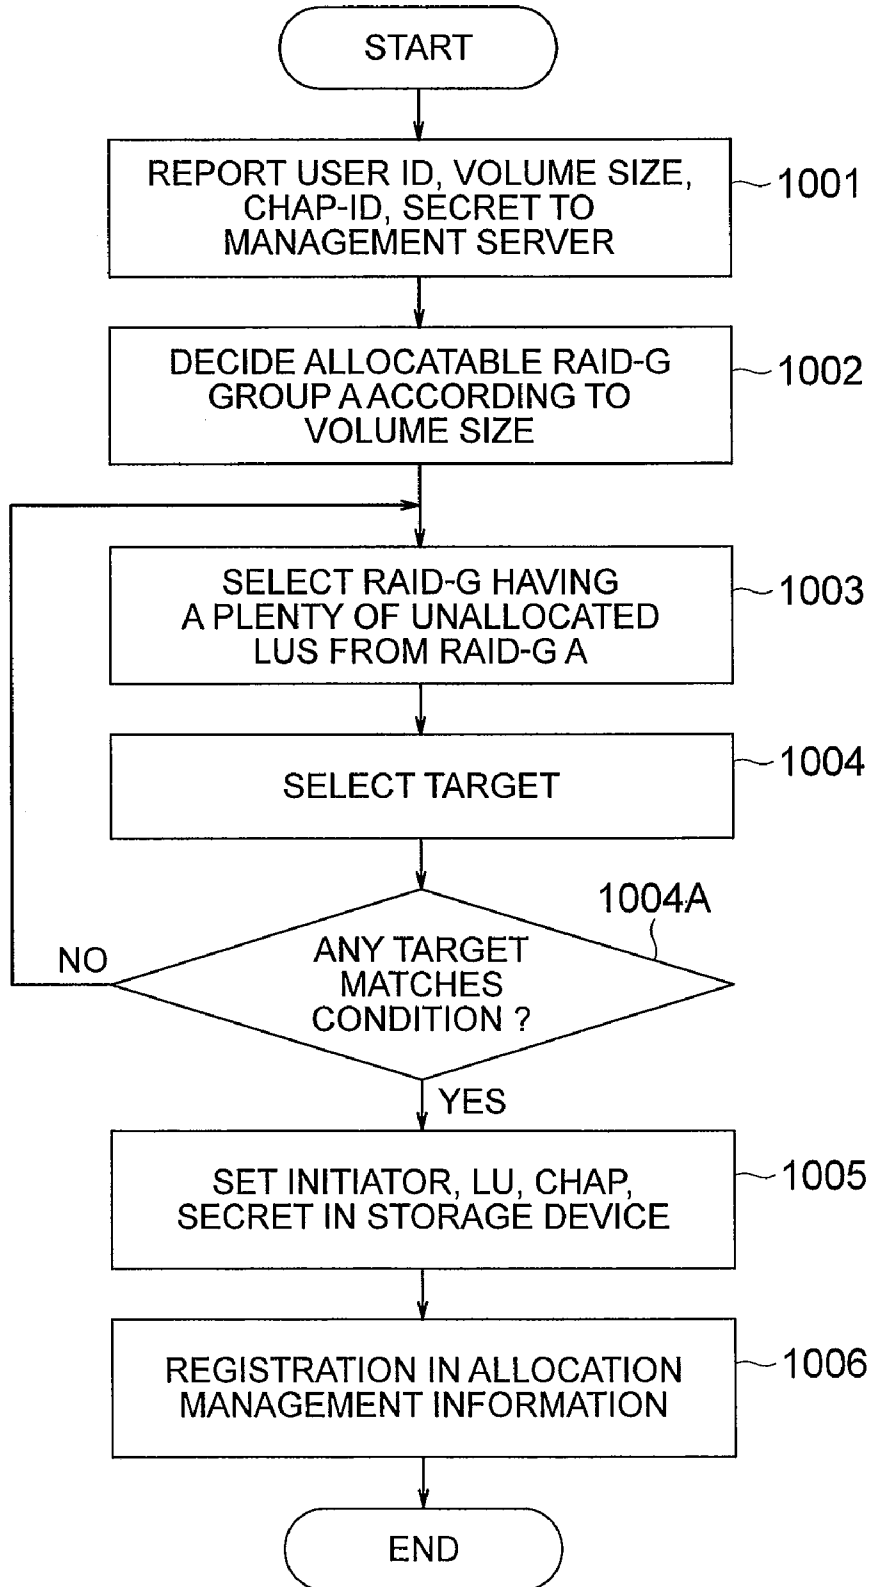 START
REPORT USER ID, VOLUME SIZE,
CHAP-ID, SECRET TO
MANAGEMENT SERVER
1001
DECIDE ALLOCATABLE RAID-G
GROUP A ACCORDING TO
VOLUME SIZE
1002
SELECT RAID-G HAVING
A PLENTY OF UNALLOCATED
LUS FROM RAID-G A
1003
SELECT TARGET
1004
1004A
ANY TARGET
MATCHES
CONDITION ?
NO
YES
SET INITIATOR, LU, CHAP,
SECRET IN STORAGE DEVICE
1005
REGISTRATION IN ALLOCATION
MANAGEMENT INFORMATION
1006
END